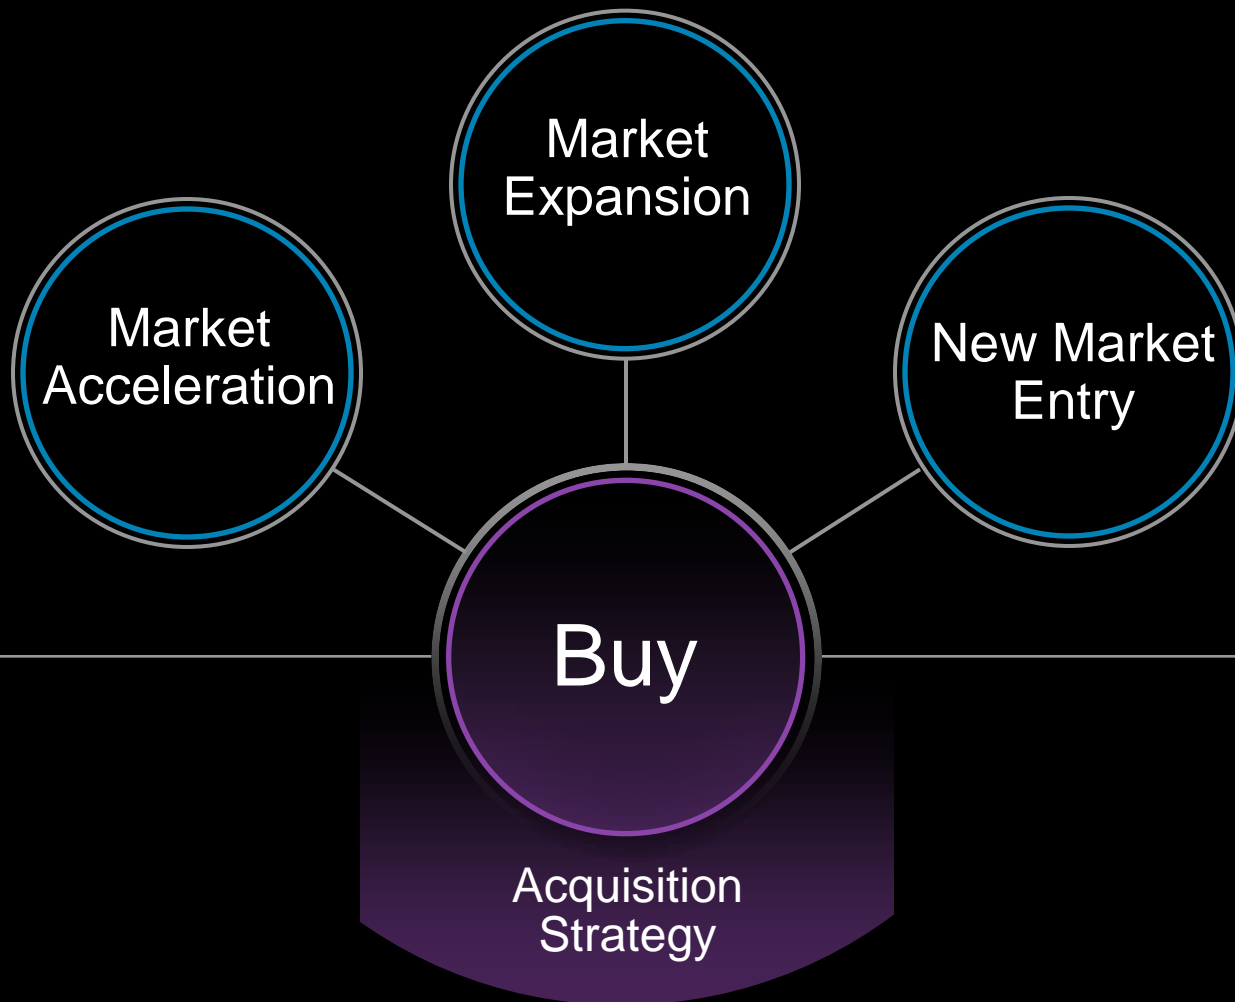 Market
Expansion
Market
Acceleration
New Market
Entry
Buy
Acquisition
Strategy